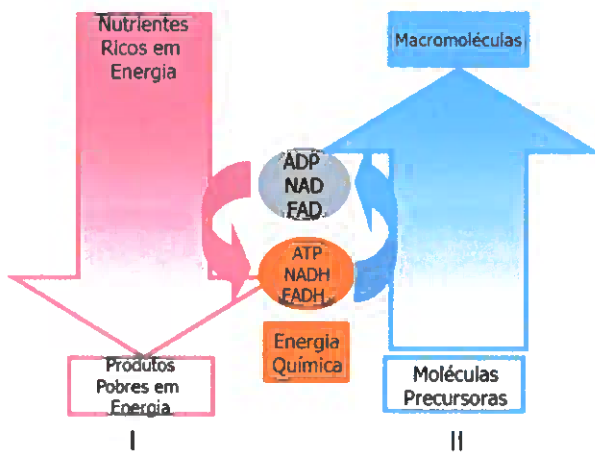 Nutrientes
Ricos em
Energia
Macromoléculas
ADP
NAD
FAD
ATP
NADH
FADH
Energia
Química
Produtos
Pobres em
Energia
Moléculas
Precursoras
I
II